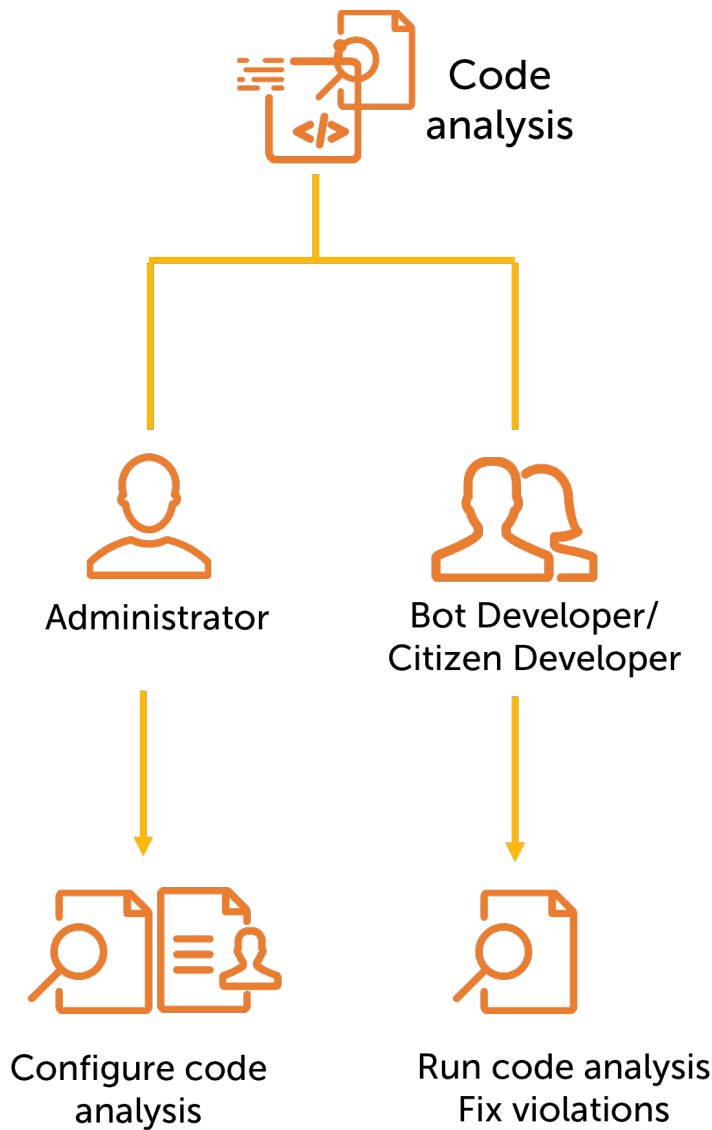 Code
analysis
</>
Administrator
Bot Developer/
Citizen Developer
Configure code
analysis
Run code analysis
Fix violations